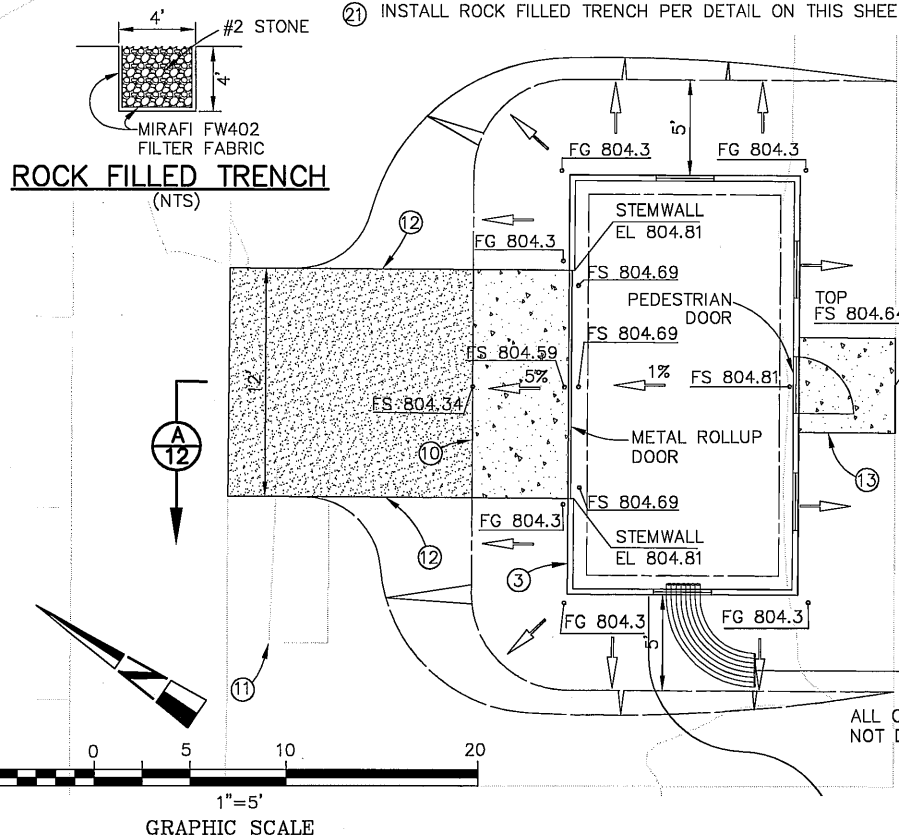 21 INSTALL ROCK FILLED TRENCH PER DETAIL ON THIS SHEE
4'
#2 STONE
4'
MIRAFI FW402
FILTER FABRIC
ROCK FILLED TRENCH
(NTS)
5'
FG 804.3
FG 804.3
12
STEMWALL
EL 804.81
FG 804.3
FS 804.69
PEDESTRIAN
DOOR
TOP
FS 804.64
FS 804.69
FS 804.59
12'
.5%
1%
FS 804.81
FS 804.34
A
12
10
METAL ROLLUP
DOOR
13
FS 804.69
FG 804.3
STEMWALL
EL 804.81
12
3
FG 804.3
FG 804.3
5'
N
11
ALL
NOT
0
5
10
20
1"=5'
GRAPHIC SCALE